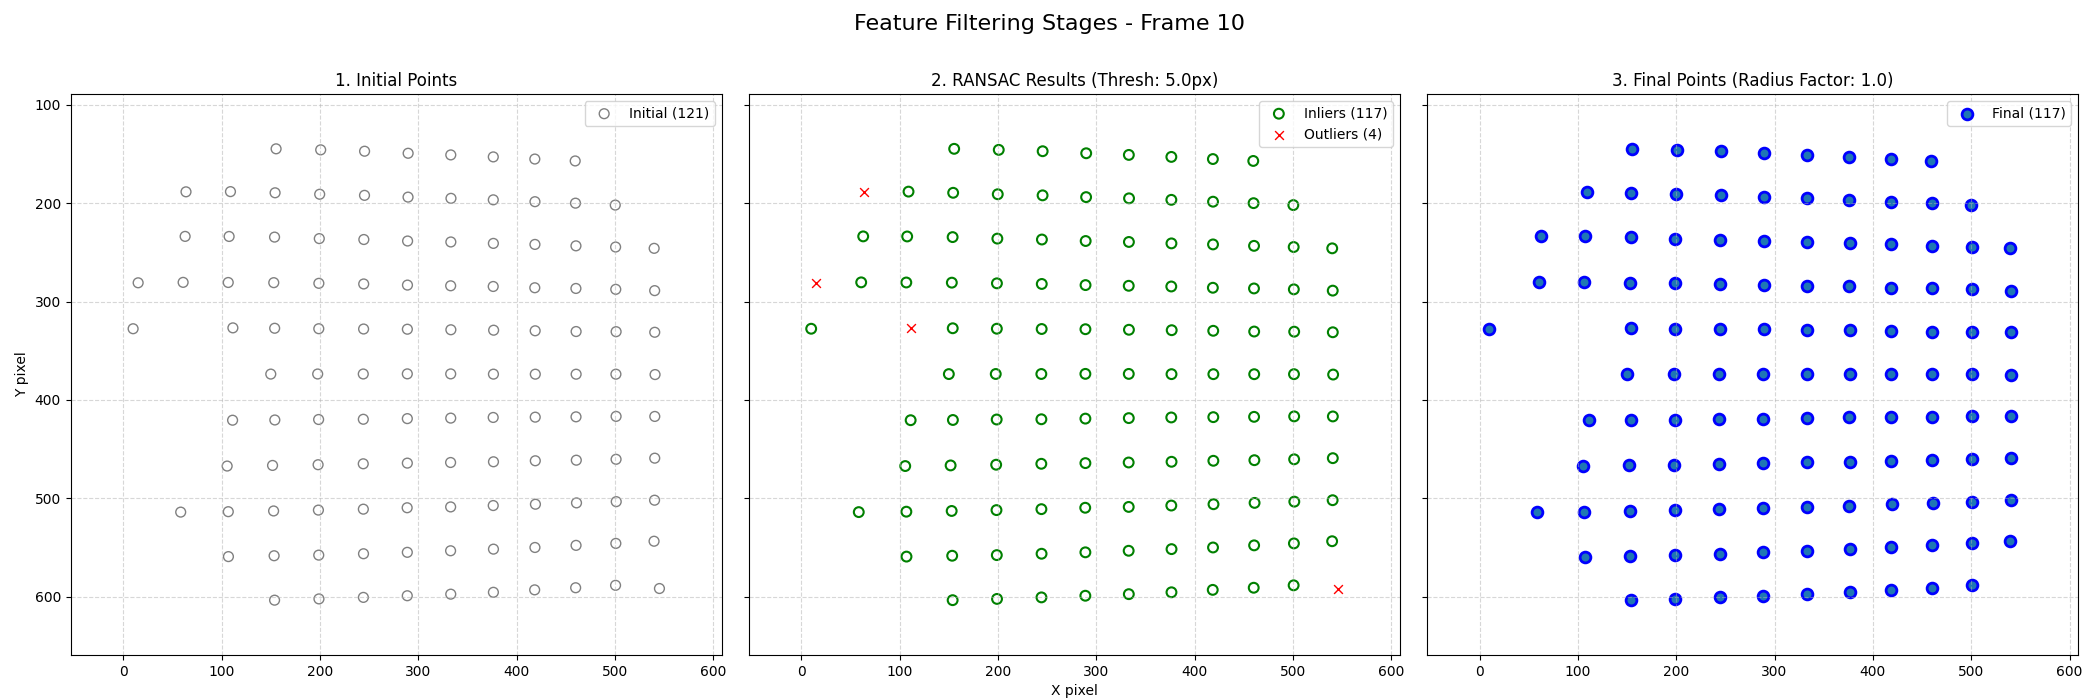 Feature Filtering Stages - Frame 10
1. Initial Points
Initial (121)
100
200
300
400
500
600
Y pixel
0
100
200
300
400
500
600
2. RANSAC Results (Thresh: 5.0px)
Inliers (117)
Outliers (4)
0
100
200
300
400
500
600
X pixel
3. Final Points (Radius Factor: 1.0)
Final (117)
0
100
200
300
400
500
600